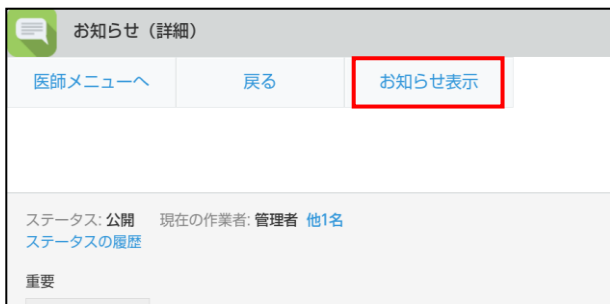 お知らせ（詳細）
医師メニューへ 戻る お知らせ表示
ステータス: 公開 現在の作業者: 管理者 他1名
ステータスの履歴
重要